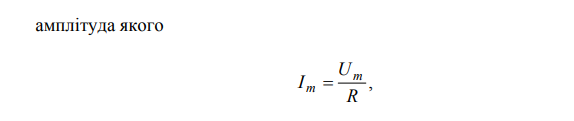 амплітуда якого
I_m = U_m / R ,